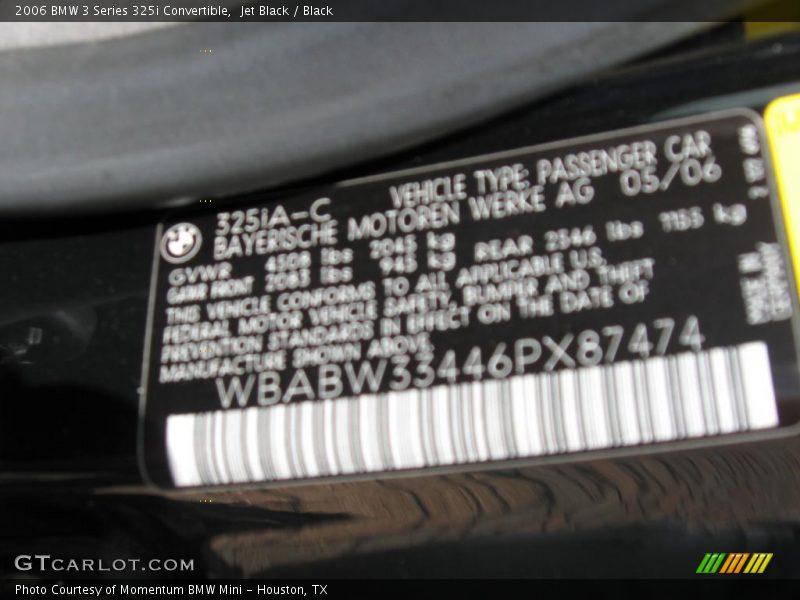 2006 BMW 3 Series 325i Convertible, Jet Black / Black
325iA-C VEHICLE TYPE: PASSENGER CAR
BAYERISCHE MOTOREN WERKE AG 05/06
GVWR 4508 lbs 2045 kg
GAWR FRONT 2083 lbs 945 kg REAR 2546 lbs 1155 kg
THIS VEHICLE CONFORMS TO ALL APPLICABLE U.S.
FEDERAL MOTOR VEHICLE SAFETY, BUMPER AND THEFT
PREVENTION STANDARDS IN EFFECT ON THE DATE OF
MANUFACTURE SHOWN ABOVE.
WBABW33446PX87474
MADE IN GERMANY
GTCARLOT.COM
Photo Courtesy of Momentum BMW Mini - Houston, TX